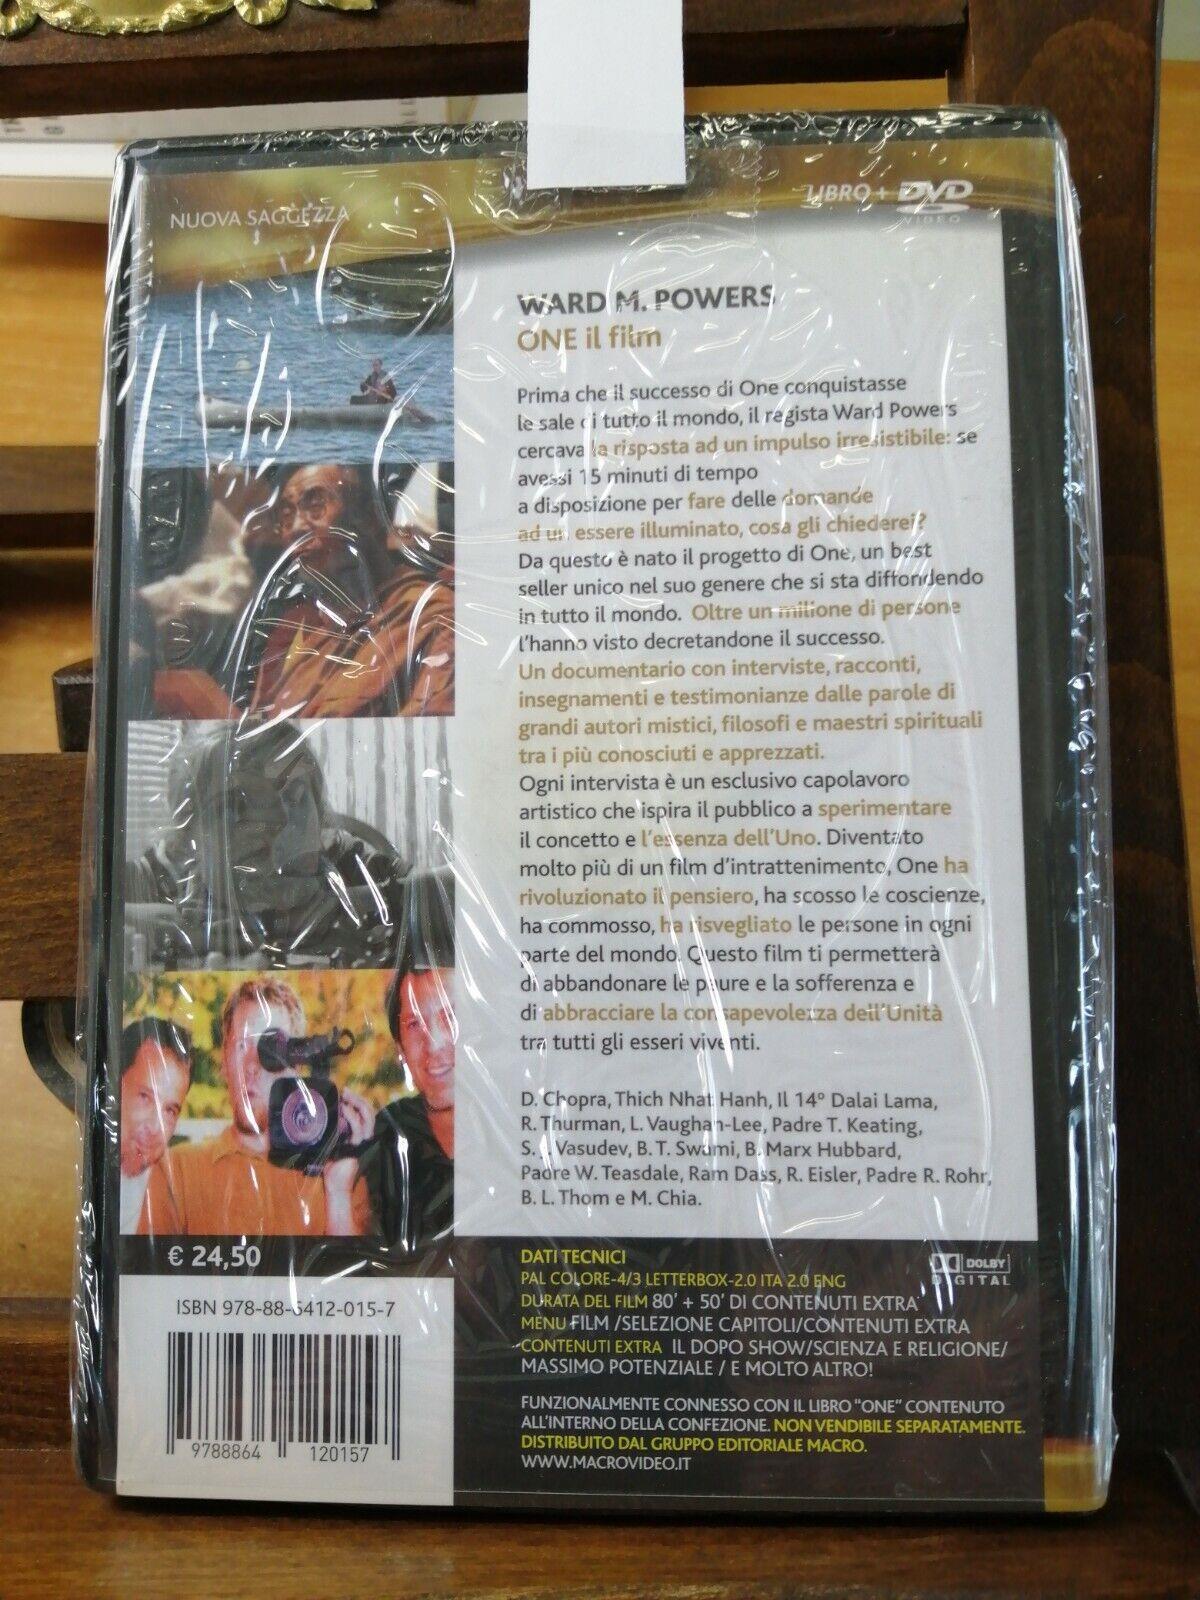 NUOVA SAGGEZZA
LIBRO + DVD
VIDEO
WARD M. POWERS
ONE il film
Prima che il successo di One conquistasse
le sale di tutto il mondo, il regista Ward Powers
cercava la risposta ad un impulso irresistibile: se
avessi 15 minuti di tempo
a disposizione per fare delle domande
ad un essere illuminato, cosa gli chiederei?
Da questo è nato il progetto di One, un best
seller unico nel suo genere che si sta diffondendo
in tutto il mondo. Oltre un milione di persone
l'hanno visto decretandone il successo.
Un documentario con interviste, racconti,
insegnamenti e testimonianze dalle parole di
grandi autori mistici, filosofi e maestri spirituali
tra i più conosciuti e apprezzati.
Ogni intervista è un esclusivo capolavoro
artistico che ispira il pubblico a sperimentare
il concetto e l'essenza dell'Uno. Diventato
molto più di un film d'intrattenimento, One ha
rivoluzionato il pensiero, ha scosso le coscienze,
ha commosso, ha risvegliato le persone in ogni
parte del mondo. Questo film ti permetterà
di abbandonare le paure e la sofferenza e
di abbracciare la consapevolezza dell'Unità
tra tutti gli esseri viventi.
D. Chopra, Thich Nhat Hanh, Il 14° Dalai Lama,
R. Thurman, L. Vaughan-Lee, Padre T. Keating,
S. J. Vasudev, B. T. Swami, B. Marx Hubbard,
Padre W. Teasdale, Ram Dass, R. Eisler, Padre R. Rohr,
B. L. Thom e M. Chia.
€ 24,50
ISBN 978-88-6412-015-7
9788864 120157
DATI TECNICI
PAL COLORE-4/3 LETTERBOX-2.0 ITA 2.0 ENG
DURATA DEL FILM 80' + 50' DI CONTENUTI EXTRA
MENU FILM /SELEZIONE CAPITOLI/CONTENUTI EXTRA
CONTENUTI EXTRA IL DOPO SHOW/SCIENZA E RELIGIONE/
MASSIMO POTENZIALE / E MOLTO ALTRO!
DOLBY
DIGITAL
FUNZIONALMENTE CONNESSO CON IL LIBRO "ONE" CONTENUTO
ALL'INTERNO DELLA CONFEZIONE. NON VENDIBILE SEPARATAMENTE.
DISTRIBUITO DAL GRUPPO EDITORIALE MACRO.
WWW.MACROVIDEO.IT